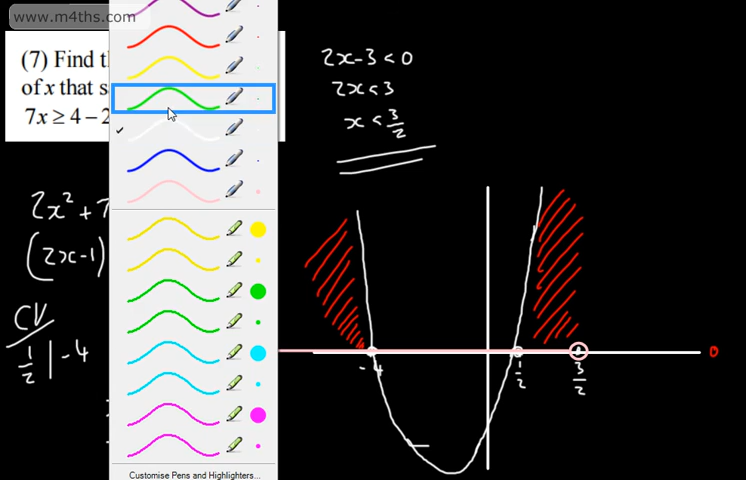 www.m4ths.com
(7) Find t
of x that s
7x ≥ 4 – 2
2x - 3 < 0
2x < 3
x < 3/2
2x² + 7
(2x-1)
CV
1/2 | -4
-4
1/2
3/2
0
Customise Pens and Highlighters...